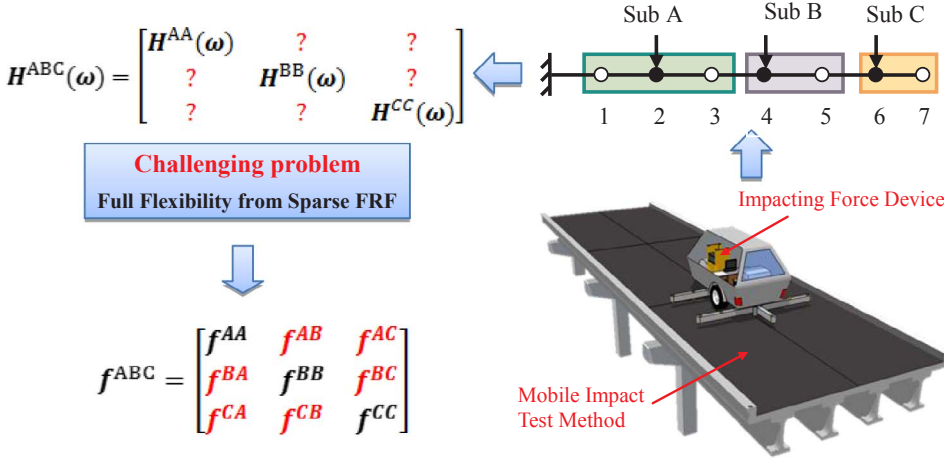 Sub A Sub B Sub C
H^ABC(ω) = [H^AA(ω) ? ?
? H^BB(ω) ?
? ? H^CC(ω)]
1 2 3 4 5 6 7
Challenging problem
Full Flexibility from Sparse FRF
Impacting Force Device
f^ABC = [f^AA f^AB f^AC
f^BA f^BB f^BC
f^CA f^CB f^CC]
Mobile Impact
Test Method